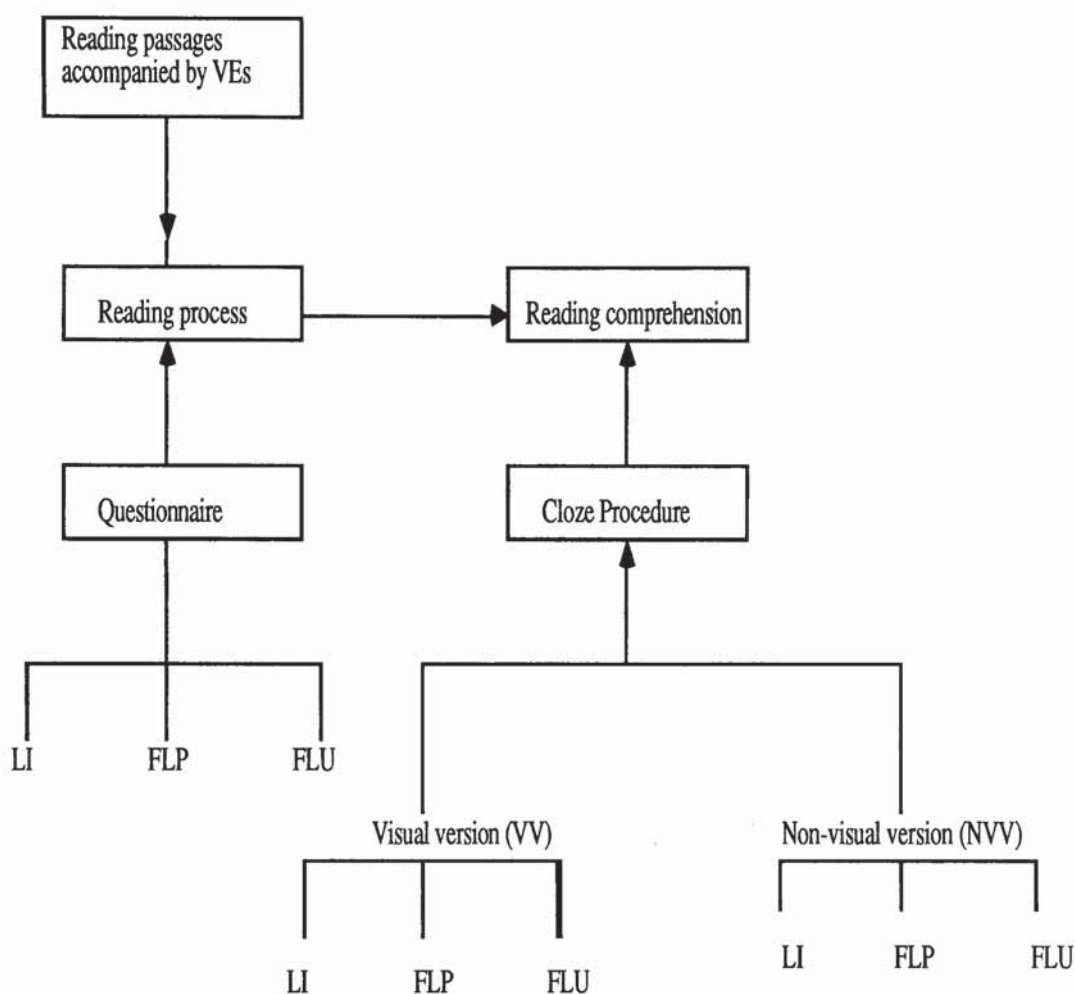 Reading passages
accompanied by VEs
Reading process
Reading comprehension
Questionnaire
Cloze Procedure
LI
FLP
FLU
Visual version (VV)
Non-visual version (NVV)
LI
FLP
FLU
LI
FLP
FLU